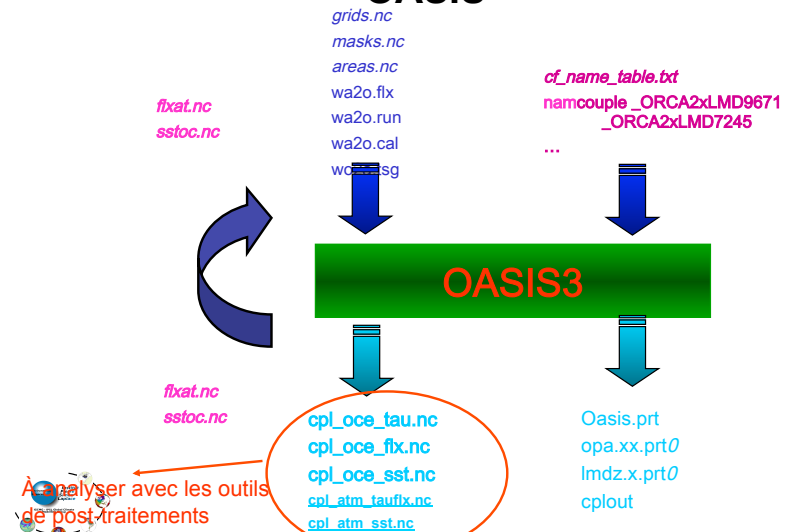 OASIS
grids.nc
masks.nc
areas.nc
wa2o.flx
wa2o.run
wa2o.cal
flxat.nc
sstoc.nc
cf_name_table.txt
namcouple _ORCA2xLMD9671
_ORCA2xLMD7245
...
OASIS3
flxat.nc
sstoc.nc
cpl_oce_tau.nc
cpl_oce_flx.nc
cpl_oce_sst.nc
cpl_atm_tauflx.nc
cpl_atm_sst.nc
Oasis.prt
opa.xx.prt0
lmdz.x.prt0
cplout
À analyser avec les outils
de post-traitements